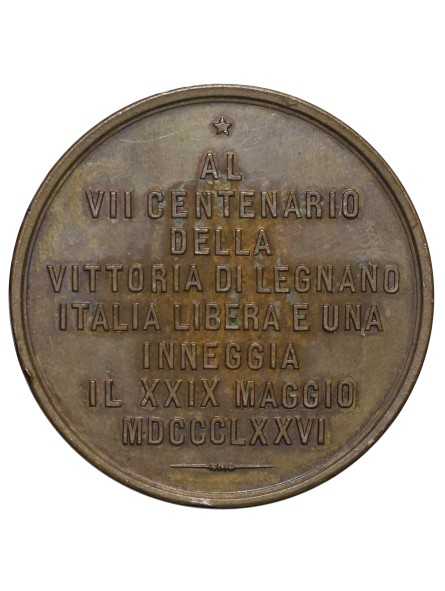 AL
VII CENTENARIO
DELLA
VITTORIA DI LEGNANO
ITALIA LIBERA E UNA
INNEGGIA
IL XXIX MAGGIO
MDCCCLXXVI